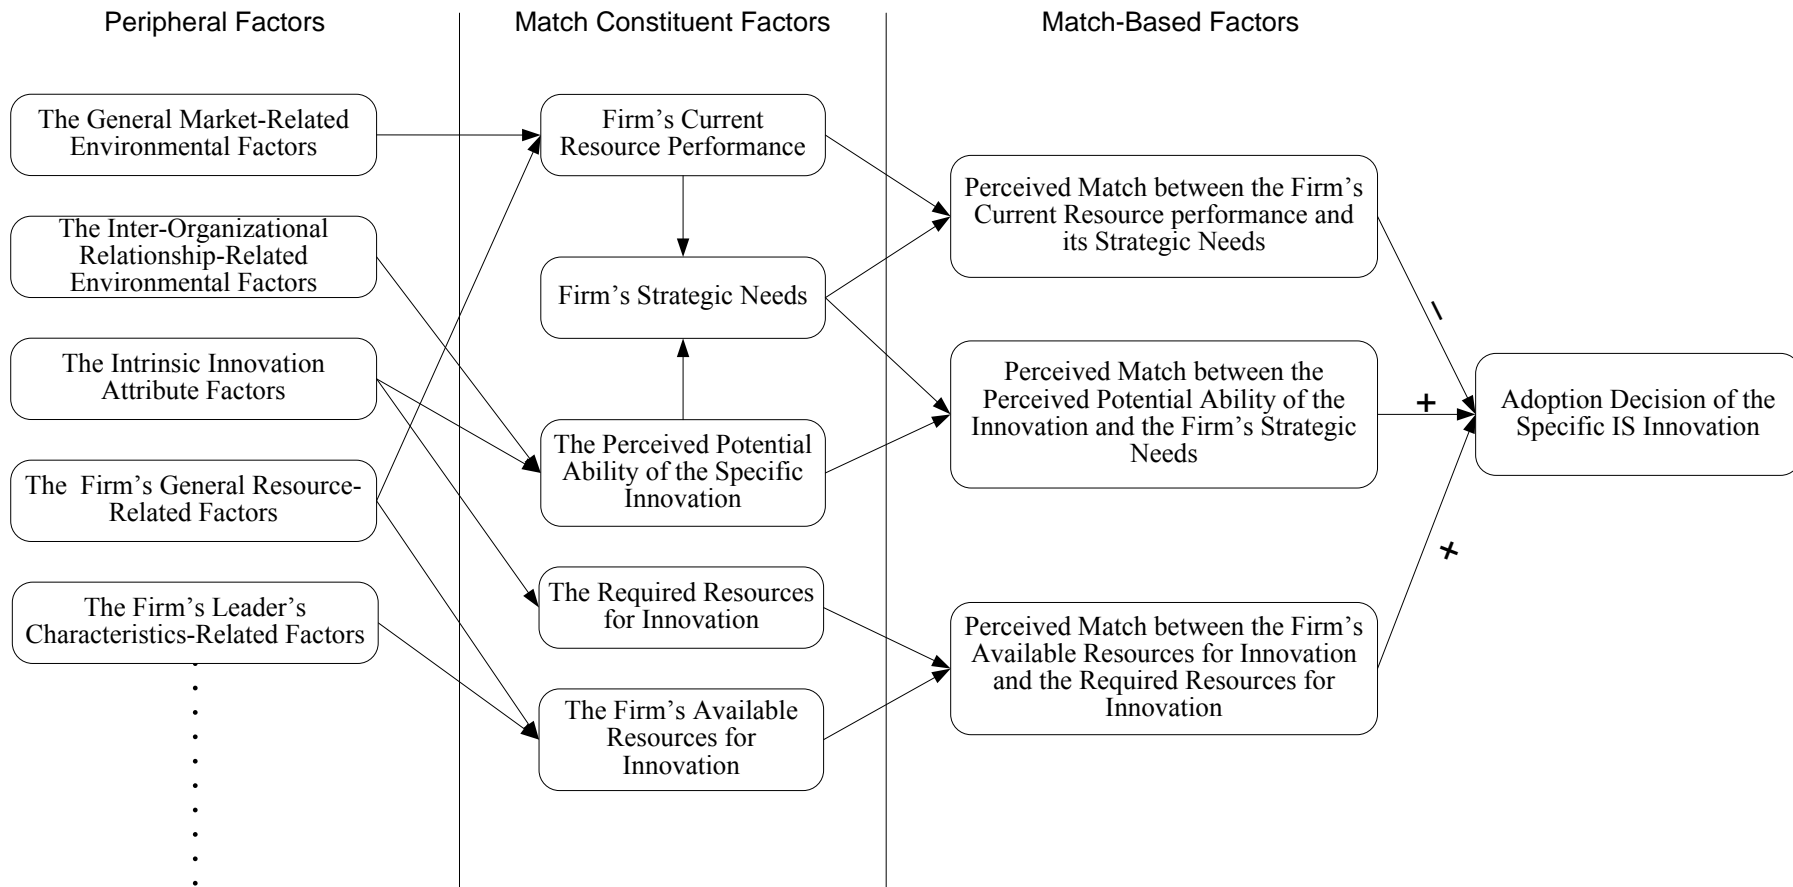 Peripheral Factors
Match Constituent Factors
Match-Based Factors
The General Market-Related
Environmental Factors
The Inter-Organizational
Relationship-Related
Environmental Factors
The Intrinsic Innovation
Attribute Factors
The Firm’s General Resource-
Related Factors
The Firm’s Leader’s
Characteristics-Related Factors
Firm’s Current
Resource Performance
Firm’s Strategic Needs
The Perceived Potential
Ability of the Specific
Innovation
The Required Resources
for Innovation
The Firm’s Available
Resources for
Innovation
Perceived Match between the Firm’s
Current Resource performance and
its Strategic Needs
Perceived Match between the
Perceived Potential Ability of the
Innovation and the Firm’s Strategic
Needs
Perceived Match between the Firm’s
Available Resources for Innovation
and the Required Resources for
Innovation
–
+
+
Adoption Decision of the
Specific IS Innovation